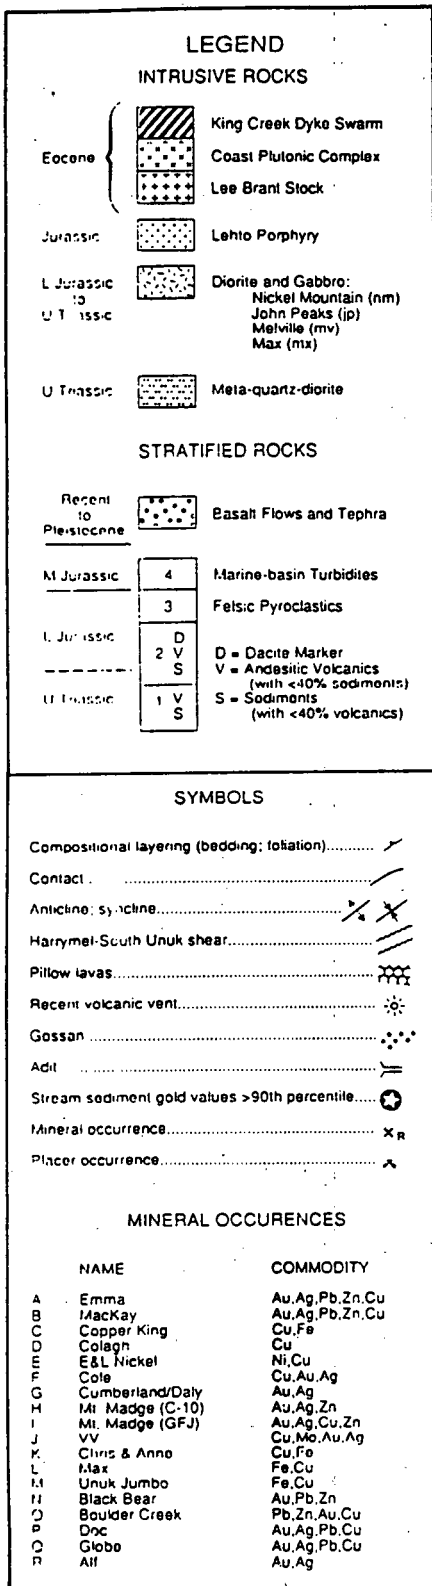 LEGEND
INTRUSIVE ROCKS
King Creek Dyke Swarm
Eocene
Coast Plutonic Complex
Lee Brant Stock
Jurassic
Lehto Porphyry
L Jurassic
to
U
Diorite and Gabbro:
Nickel Mountain (nm)
John Peaks (jp)
Melville (mv)
Max (mx)
U Triassic
Meta-quartz-diorite
STRATIFIED ROCKS
Recent
to
Pleistocene
Basalt Flows and Tephra
M Jurassic
4
Marine-basin Turbidites
3
Felsic Pyroclastics
D
2 V
S
D = Dacite Marker
V = Andesitic Volcanics
(with <40% sediments)
1 V
S
S = Sediments
(with <40% volcanics)
SYMBOLS
Compositional layering (bedding; foliation)...........
Contact . ............................................
Anticline; syncline.....................................
Harrymel-South Unuk shear..........................
Pillow lavas................................................
Recent volcanic vent...................................
Gossan ....................................................
Adit ..................................................
Stream sediment gold values >90th percentile.....
Mineral occurrence..................................... x R
Placer occurrence......................................
MINERAL OCCURENCES
NAME COMMODITY
A Emma Au,Ag,Pb,Zn,Cu
B MacKay Au,Ag,Pb,Zn,Cu
C Copper King Cu,Fe
D Colagh Cu
E E&L Nickel Ni,Cu
F Cole Cu,Au,Ag
G Cumberland/Daly Au,Ag
H Mt. Madge (C-10) Au,Ag,Zn
I Mt. Madge (GFJ) Au,Ag,Cu,Zn
J VV Cu,Mo,Au,Ag
K Chris & Anne Cu,Fe
L Max Fe,Cu
M Unuk Jumbo Fe,Cu
N Black Bear Au,Pb,Zn
O Boulder Creek Pb,Zn,Au,Cu
P Doc Au,Ag,Pb,Cu
Q Globe Au,Ag,Pb,Cu
R Alf Au,Ag